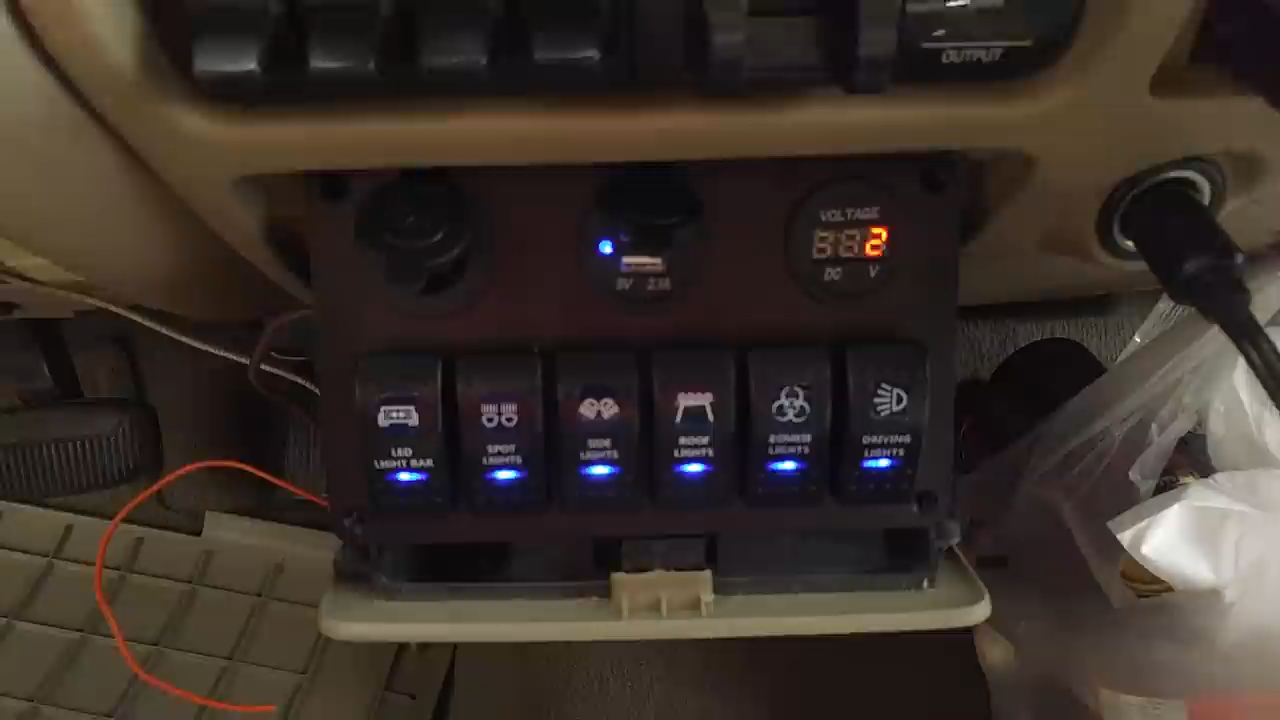 OUTPUT
VOLTAGE
2
DC V
5V 2.1A
LED
LIGHT BAR
SPOT
LIGHTS
SIDE
LIGHTS
ROOF
LIGHTS
ZOMBIE
LIGHTS
DRIVING
LIGHTS